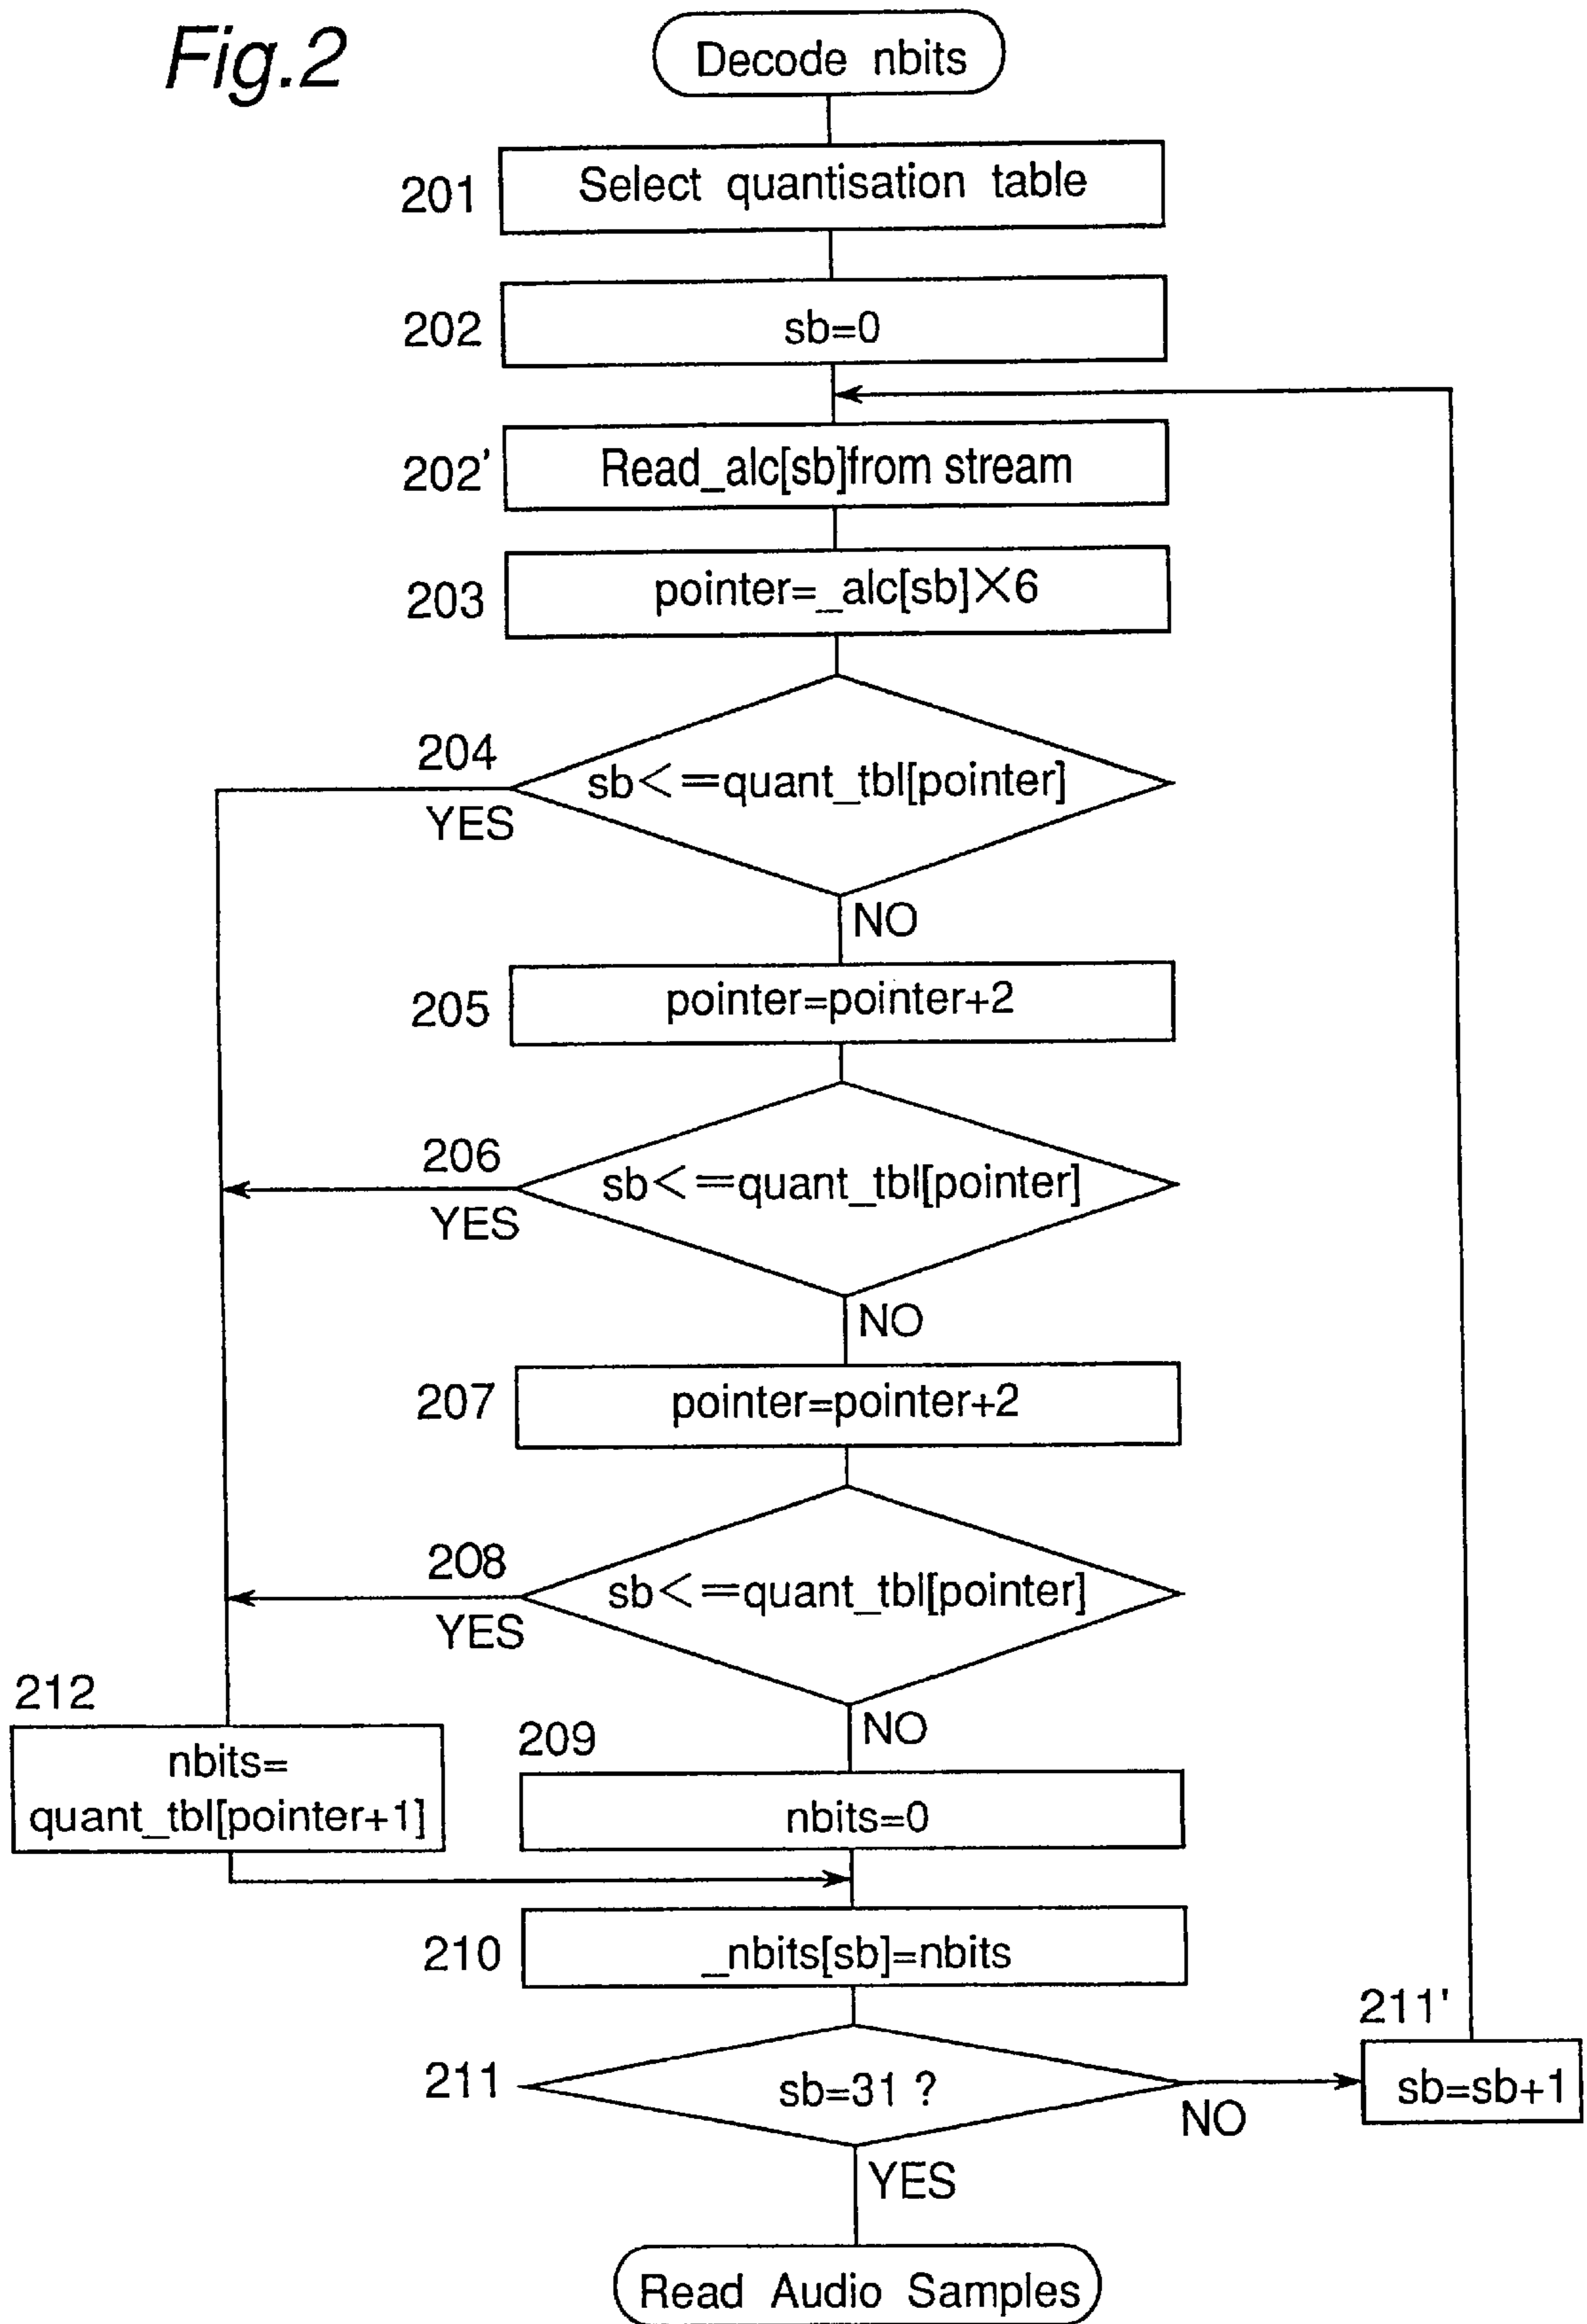 Fig.2
Decode nbits
201
Select quantisation table
202
sb=0
202'
Read_alc[sb]from stream
203
pointer=_alc[sb]×6
204
sb<=quant_tbl[pointer]
YES
NO
205
pointer=pointer+2
206
sb<=quant_tbl[pointer]
YES
NO
207
pointer=pointer+2
208
sb<=quant_tbl[pointer]
YES
NO
212
nbits=
quant_tbl[pointer+1]
209
nbits=0
210
_nbits[sb]=nbits
211
sb=31 ?
NO
211'
sb=sb+1
YES
Read Audio Samples